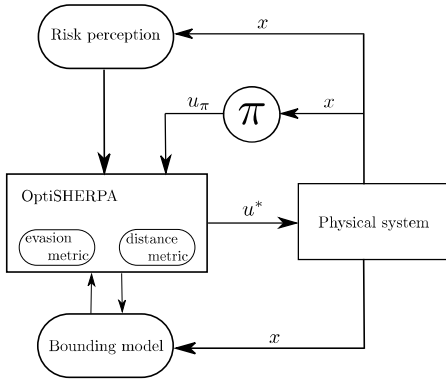 Risk perception
x
π
x
u_π
OptiSHERPA
evasion
metric
distance
metric
u*
Physical system
Bounding model
x